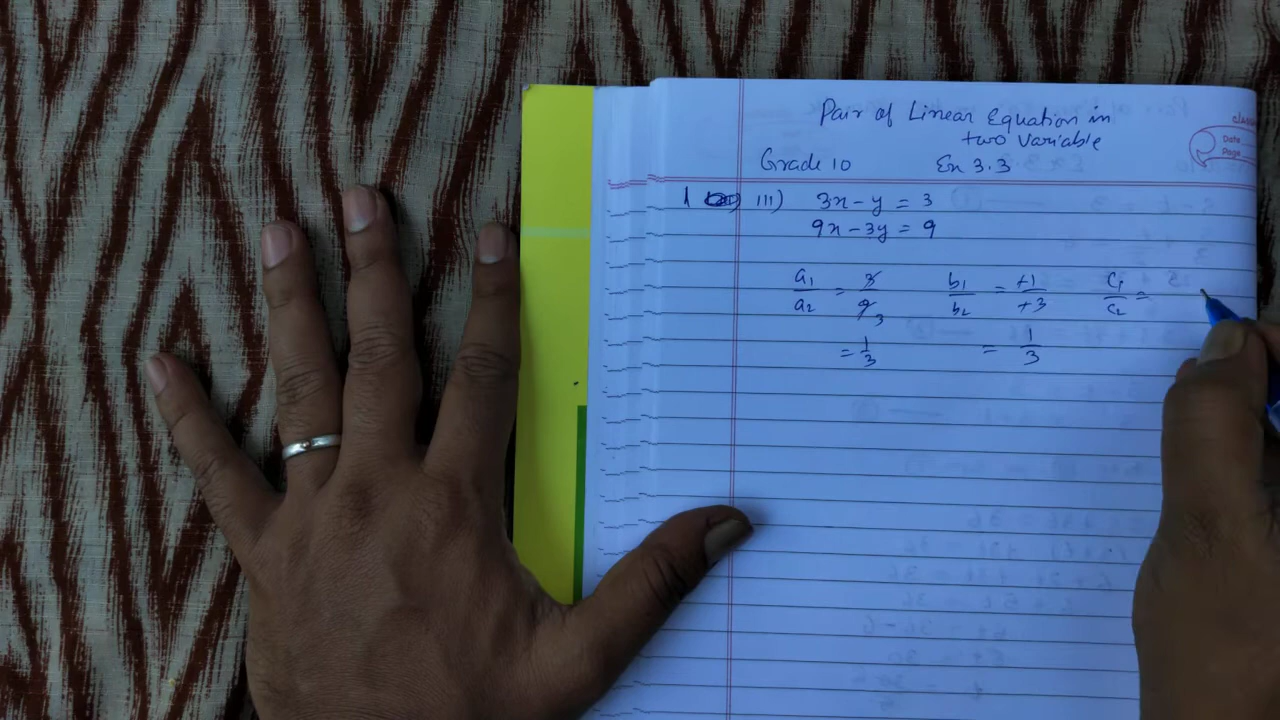 Pair of Linear Equation in
two Variable
Grade 10 Ex 3.3
Date
Page
1 III) 3x - y = 3
9x - 3y = 9
a1/a2 = 3/9 3 b1/b2 = +1/+3 c1/c2 =
= 1/3 = 1/3